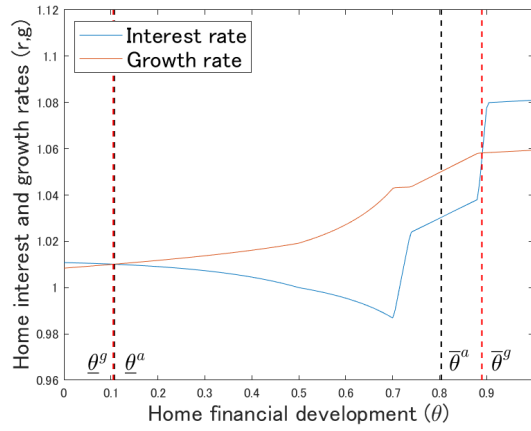 Home interest and growth rates (r,g)
1.12
1.1
1.08
1.06
1.04
1.02
1
0.98
0.96
Interest rate
Growth rate
θ^g θ^a θ̅^a θ̅^g
0 0.1 0.2 0.3 0.4 0.5 0.6 0.7 0.8 0.9
Home financial development (θ)